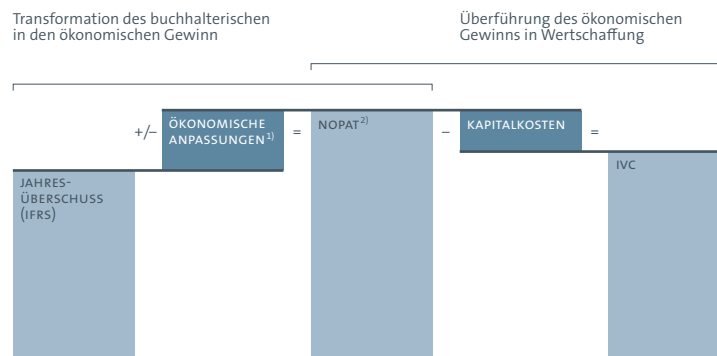 Transformation des buchhalterischen
in den ökonomischen Gewinn
Überführung des ökonomischen
Gewinns in Wertschaffung
+/–
ÖKONOMISCHE
ANPASSUNGEN1)
=
NOPAT2)
–
KAPITALKOSTEN
=
JAHRES-
ÜBERSCHUSS
(IFRS)
IVC